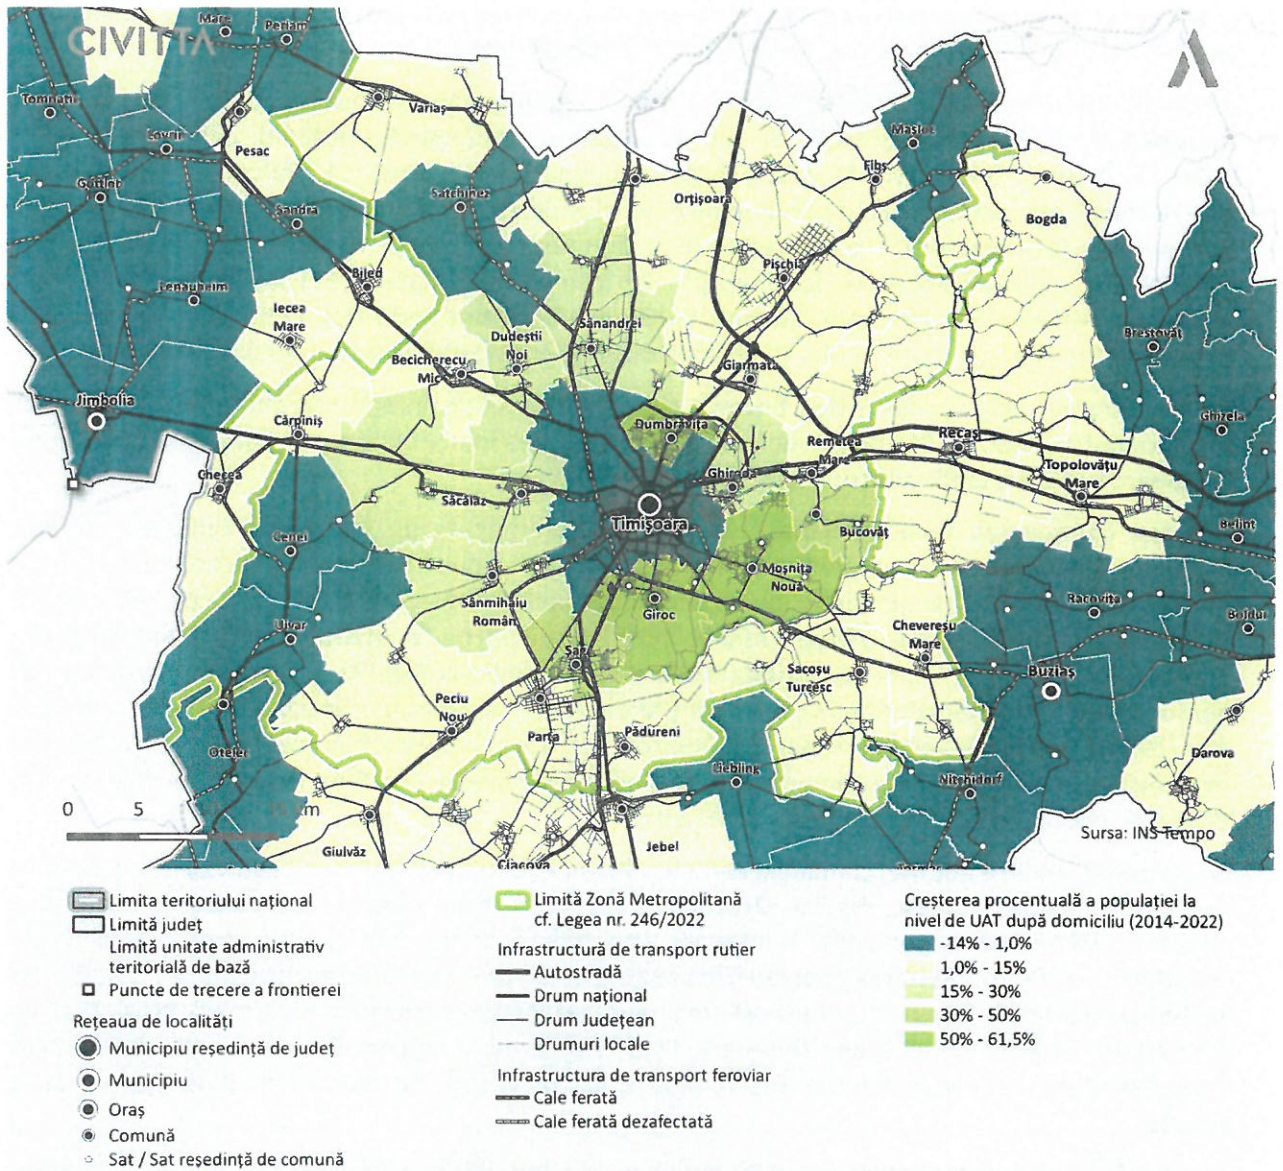 CIVITTA
Mare
Periam
Tomnatic
Lovrin
Variaș
Mașloc
Pesac
Fibiș
Gottlob
Satchinez
Orțișoara
Sandra
Bogda
Pișchia
Biled
Lenauheim
Iecea
Mare
Sânandrei
Dudeștii
Noi
Brestovăț
Becicherecu
Mic
Giarmata
Jimbolia
Ghizela
Cărpiniș
Dumbrăvița
Remetea
Mare
Recaș
Checea
Ghiroda
Topolovățu
Mare
Săcălaz
Timișoara
Belinț
Cenei
Bucovăț
Moșnița
Nouă
Sânmihaiu
Român
Giroc
Racovița
Boldur
Uivar
Chevereșu
Mare
Șag
Sacoșu
Turcesc
Buziaș
Peciu
Nou
Otelec
Parța
Pădureni
Darova
Liebling
Nițchidorf
0 5 km
Sursa: INS Tempo
Giulvăz
Jebel
Ciacova
Limita teritoriului național
Limită județ
Limită unitate administrativ
teritorială de bază
Puncte de trecere a frontierei
Rețeaua de localități
Municipiu reședință de județ
Municipiu
Oraș
Comună
Sat / Sat reședință de comună
Limită Zonă Metropolitană
cf. Legea nr. 246/2022
Infrastructură de transport rutier
Autostradă
Drum național
Drum Județean
Drumuri locale
Infrastructura de transport feroviar
Cale ferată
Cale ferată dezafectată
Creșterea procentuală a populației la
nivel de UAT după domiciliu (2014-2022)
-14% - 1,0%
1,0% - 15%
15% - 30%
30% - 50%
50% - 61,5%